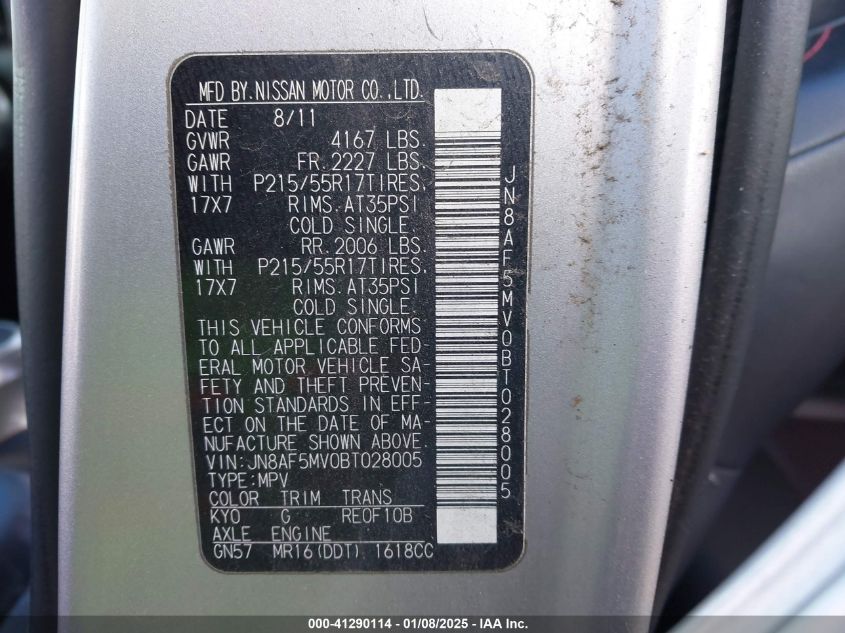 MFD BY. NISSAN MOTOR CO.,LTD.
DATE 8/11
GVWR 4167 LBS.
GAWR FR. 2227 LBS.
WITH P215/55R17TIRES,
17X7 RIMS. AT35PSI
COLD SINGLE.
GAWR RR. 2006 LBS.
WITH P215/55R17TIRES,
17X7 RIMS. AT35PSI
COLD SINGLE.
THIS VEHICLE CONFORMS
TO ALL APPLICABLE FED-
ERAL MOTOR VEHICLE SA-
FETY AND THEFT PREVEN-
TION STANDARDS IN EFF-
ECT ON THE DATE OF MA-
NUFACTURE SHOWN ABOVE.
VIN:JN8AF5MV0BT028005
TYPE:MPV
COLOR TRIM TRANS
KY0 G RE0F10B
AXLE ENGINE
GN57 MR16(DDT). 1618CC
JN8AF5MV0BT028005
000-41290114 - 01/08/2025 - IAA Inc.